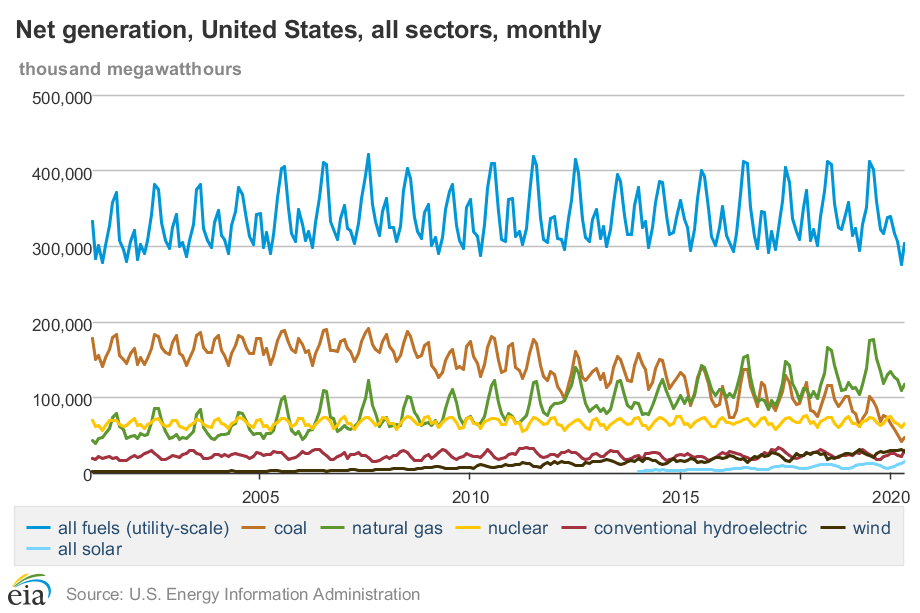 Net generation, United States, all sectors, monthly
thousand megawatthours
500,000
400,000
300,000
200,000
100,000
0
2005 2010 2015 2020
all fuels (utility-scale) coal natural gas nuclear conventional hydroelectric wind
all solar
eia Source: U.S. Energy Information Administration